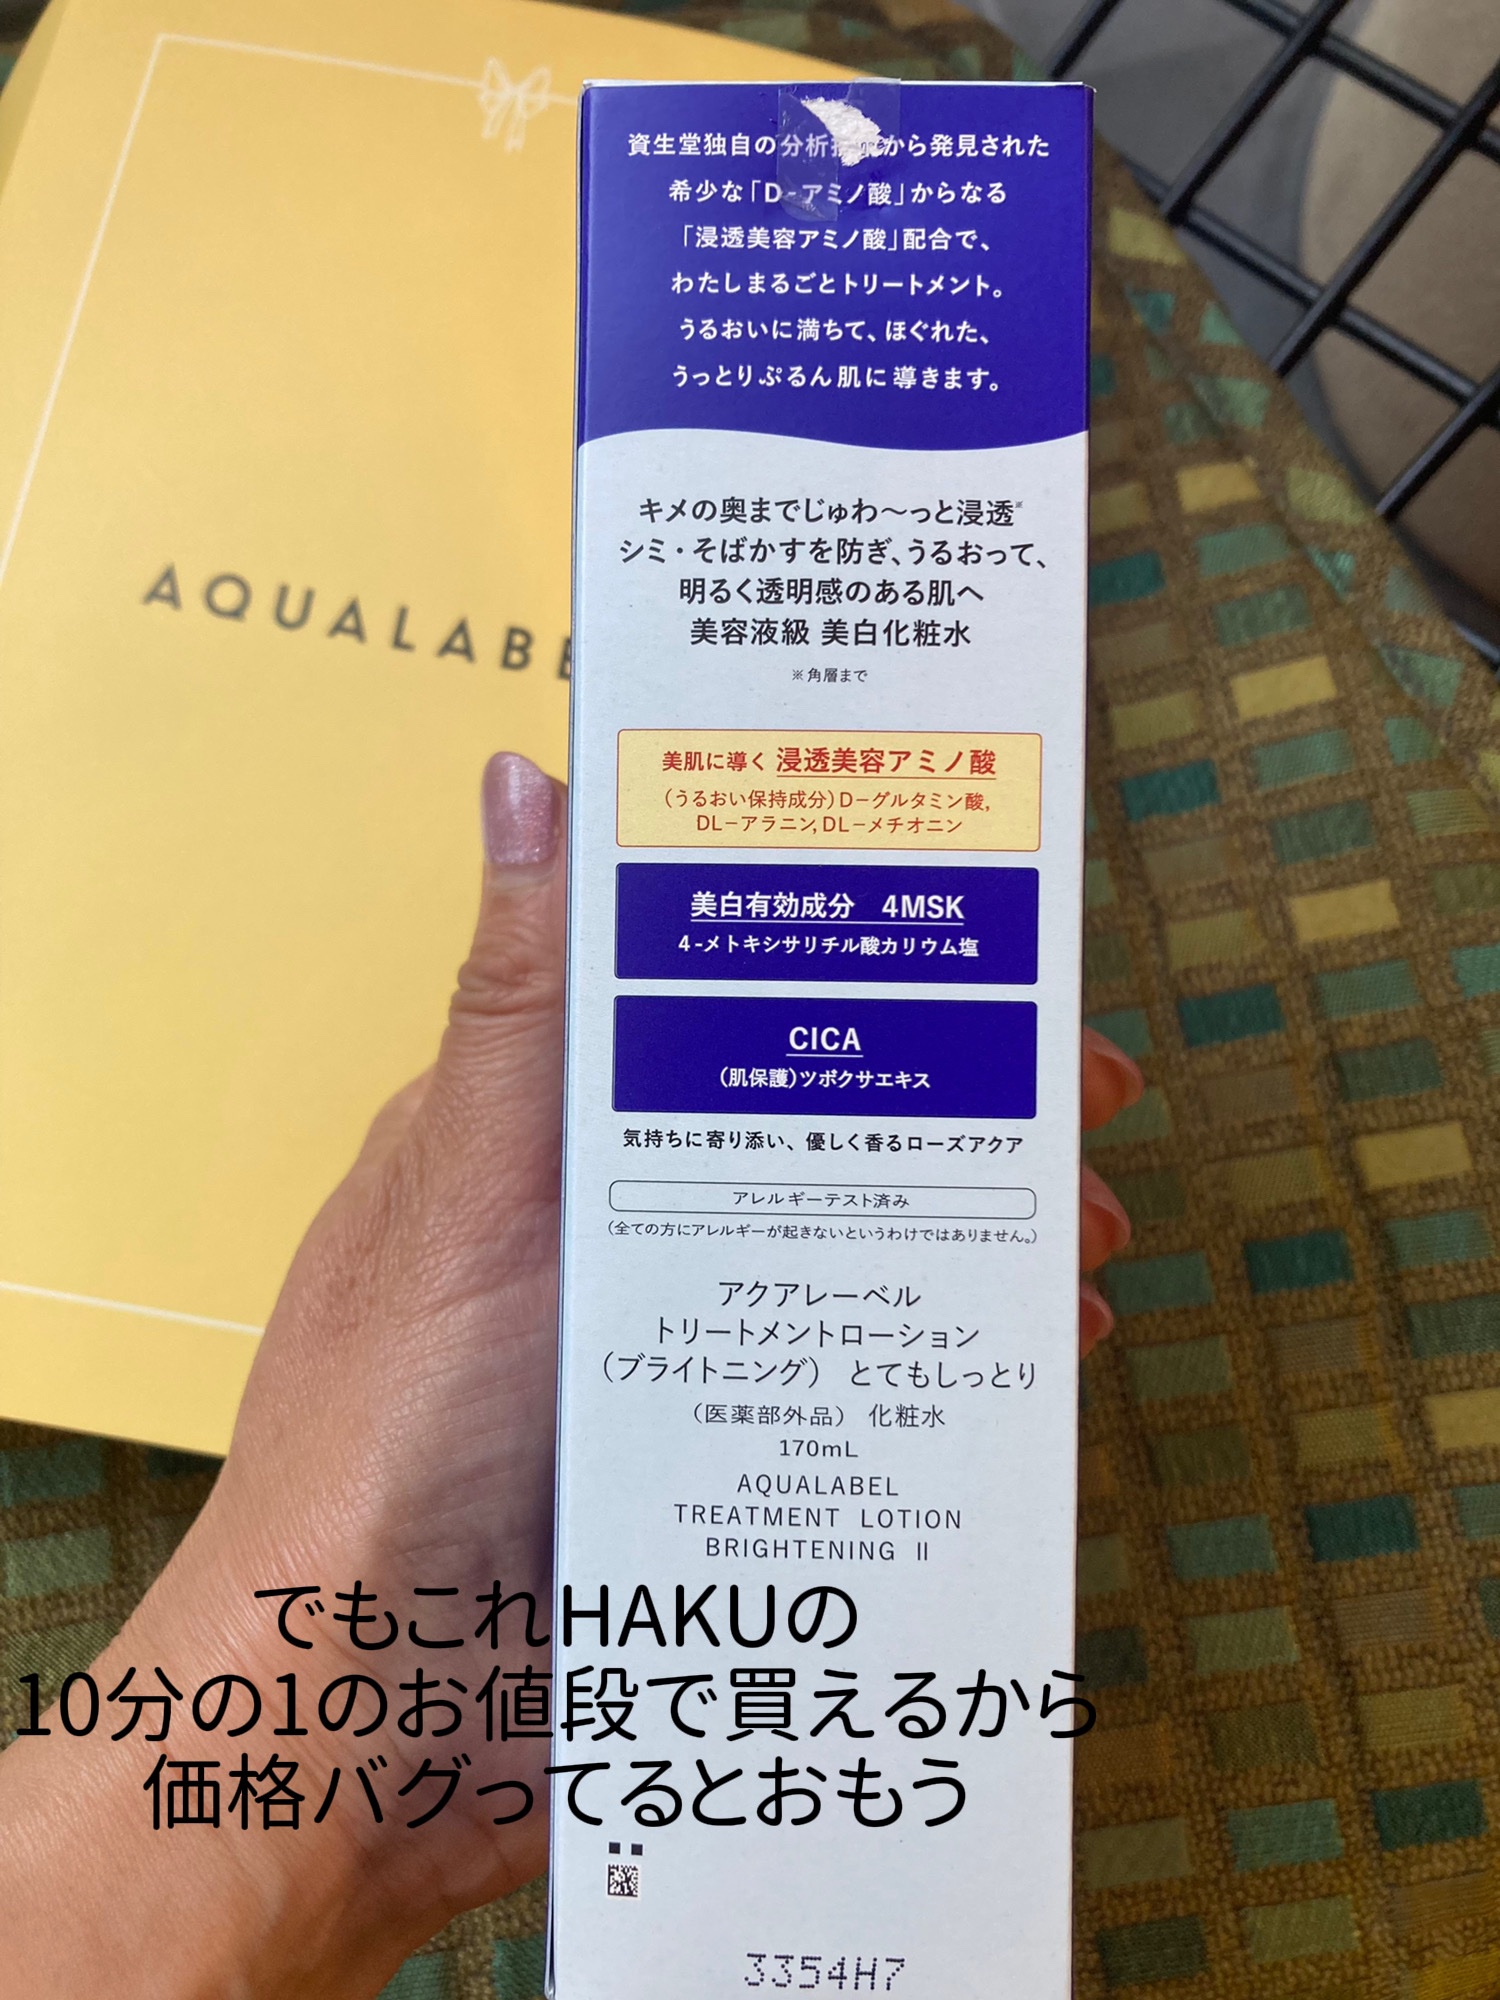 AQUALABE
資生堂独自の分析から発見された
希少な「D-アミノ酸」からなる
「浸透美容アミノ酸」配合で、
わたしまるごとトリートメント。
うるおいに満ちて、ほぐれた、
うっとりぷるん肌に導きます。
キメの奥までじゅわ〜っと浸透※
シミ・そばかすを防ぎ、うるおって、
明るく透明感のある肌へ
美容液級 美白化粧水
※角層まで
美肌に導く 浸透美容アミノ酸
(うるおい保持成分)D-グルタミン酸,
DL-アラニン,DL-メチオニン
美白有効成分 4MSK
4-メトキシサリチル酸カリウム塩
CICA
(肌保護)ツボクサエキス
気持ちに寄り添い、優しく香るローズアクア
アレルギーテスト済み
(全ての方にアレルギーが起きないというわけではありません。)
アクアレーベル
トリートメントローション
(ブライトニング) とてもしっとり
(医薬部外品) 化粧水
170mL
AQUALABEL
TREATMENT LOTION
BRIGHTENING II
でもこれHAKUの
10分の1のお値段で買えるから
価格バグってるとおもう
3354H7